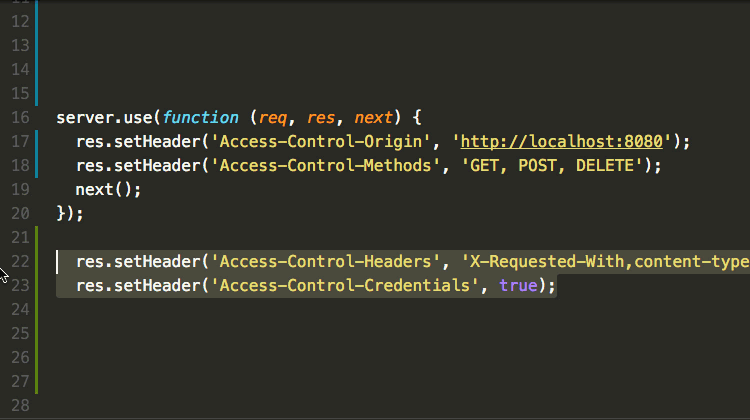 11
12
13
14
15
16 server.use(function (req, res, next) {
17 res.setHeader('Access-Control-Origin', 'http://localhost:8080');
18 res.setHeader('Access-Control-Methods', 'GET, POST, DELETE');
19 next();
20 });
21
22 res.setHeader('Access-Control-Headers', 'X-Requested-With,content-type
23 res.setHeader('Access-Control-Credentials', true);
24
25
26
27
28